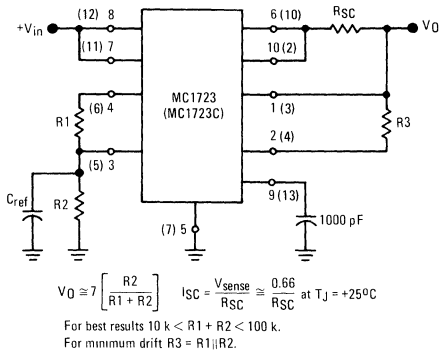 (12) 8
6 (10)
RSC
VO
+Vin
(11) 7
10 (2)
(6) 4
MC1723
(MC1723C)
1 (3)
R1
R3
2 (4)
(5) 3
9 (13)
Cref
R2
(7) 5
1000 pF
VO ≅ 7 [ R2 / R1 + R2 ] ISC = Vsense / RSC ≅ 0.66 / RSC at TJ = +25°C
For best results 10 k < R1 + R2 < 100 k.
For minimum drift R3 = R1||R2.